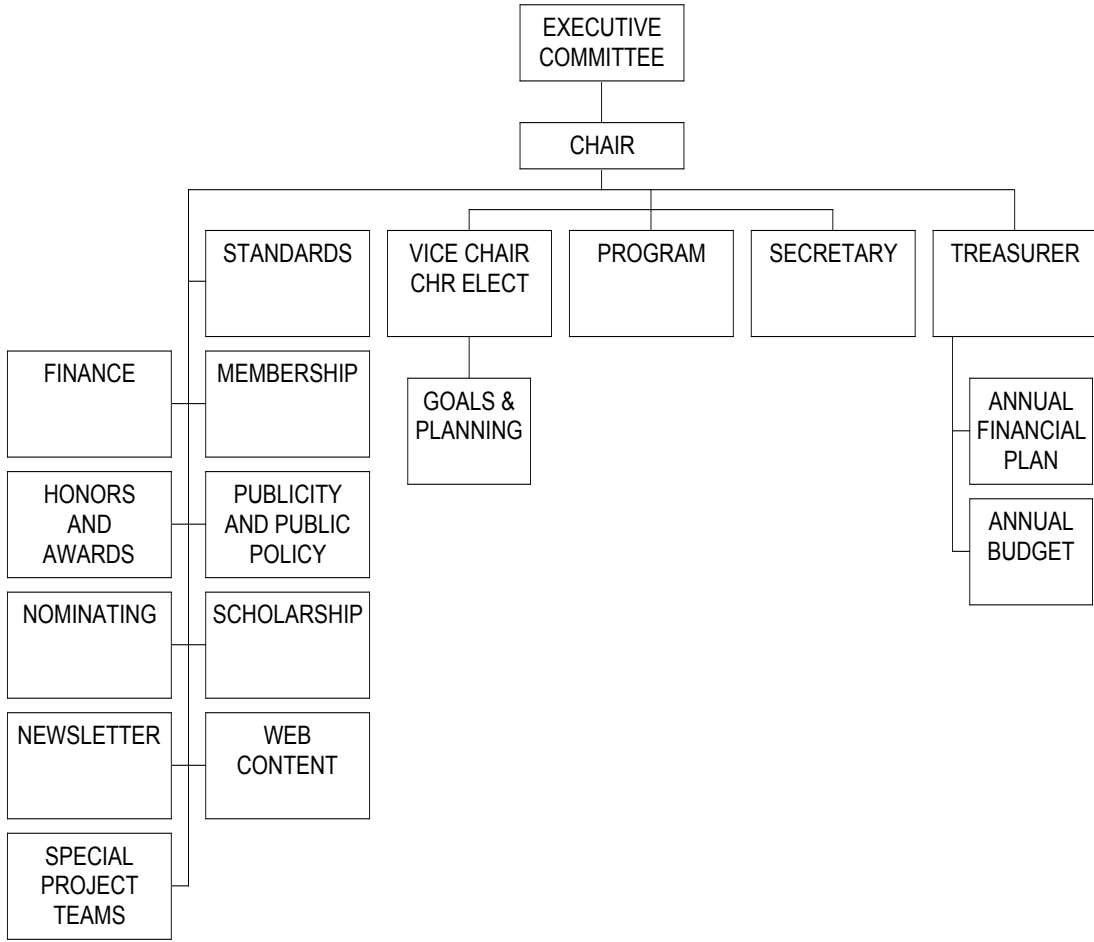 EXECUTIVE
COMMITTEE
CHAIR
STANDARDS
VICE CHAIR
CHR ELECT
PROGRAM
SECRETARY
TREASURER
FINANCE
MEMBERSHIP
GOALS &
PLANNING
ANNUAL
FINANCIAL
PLAN
HONORS
AND
AWARDS
PUBLICITY
AND PUBLIC
POLICY
ANNUAL
BUDGET
NOMINATING
SCHOLARSHIP
NEWSLETTER
WEB
CONTENT
SPECIAL
PROJECT
TEAMS